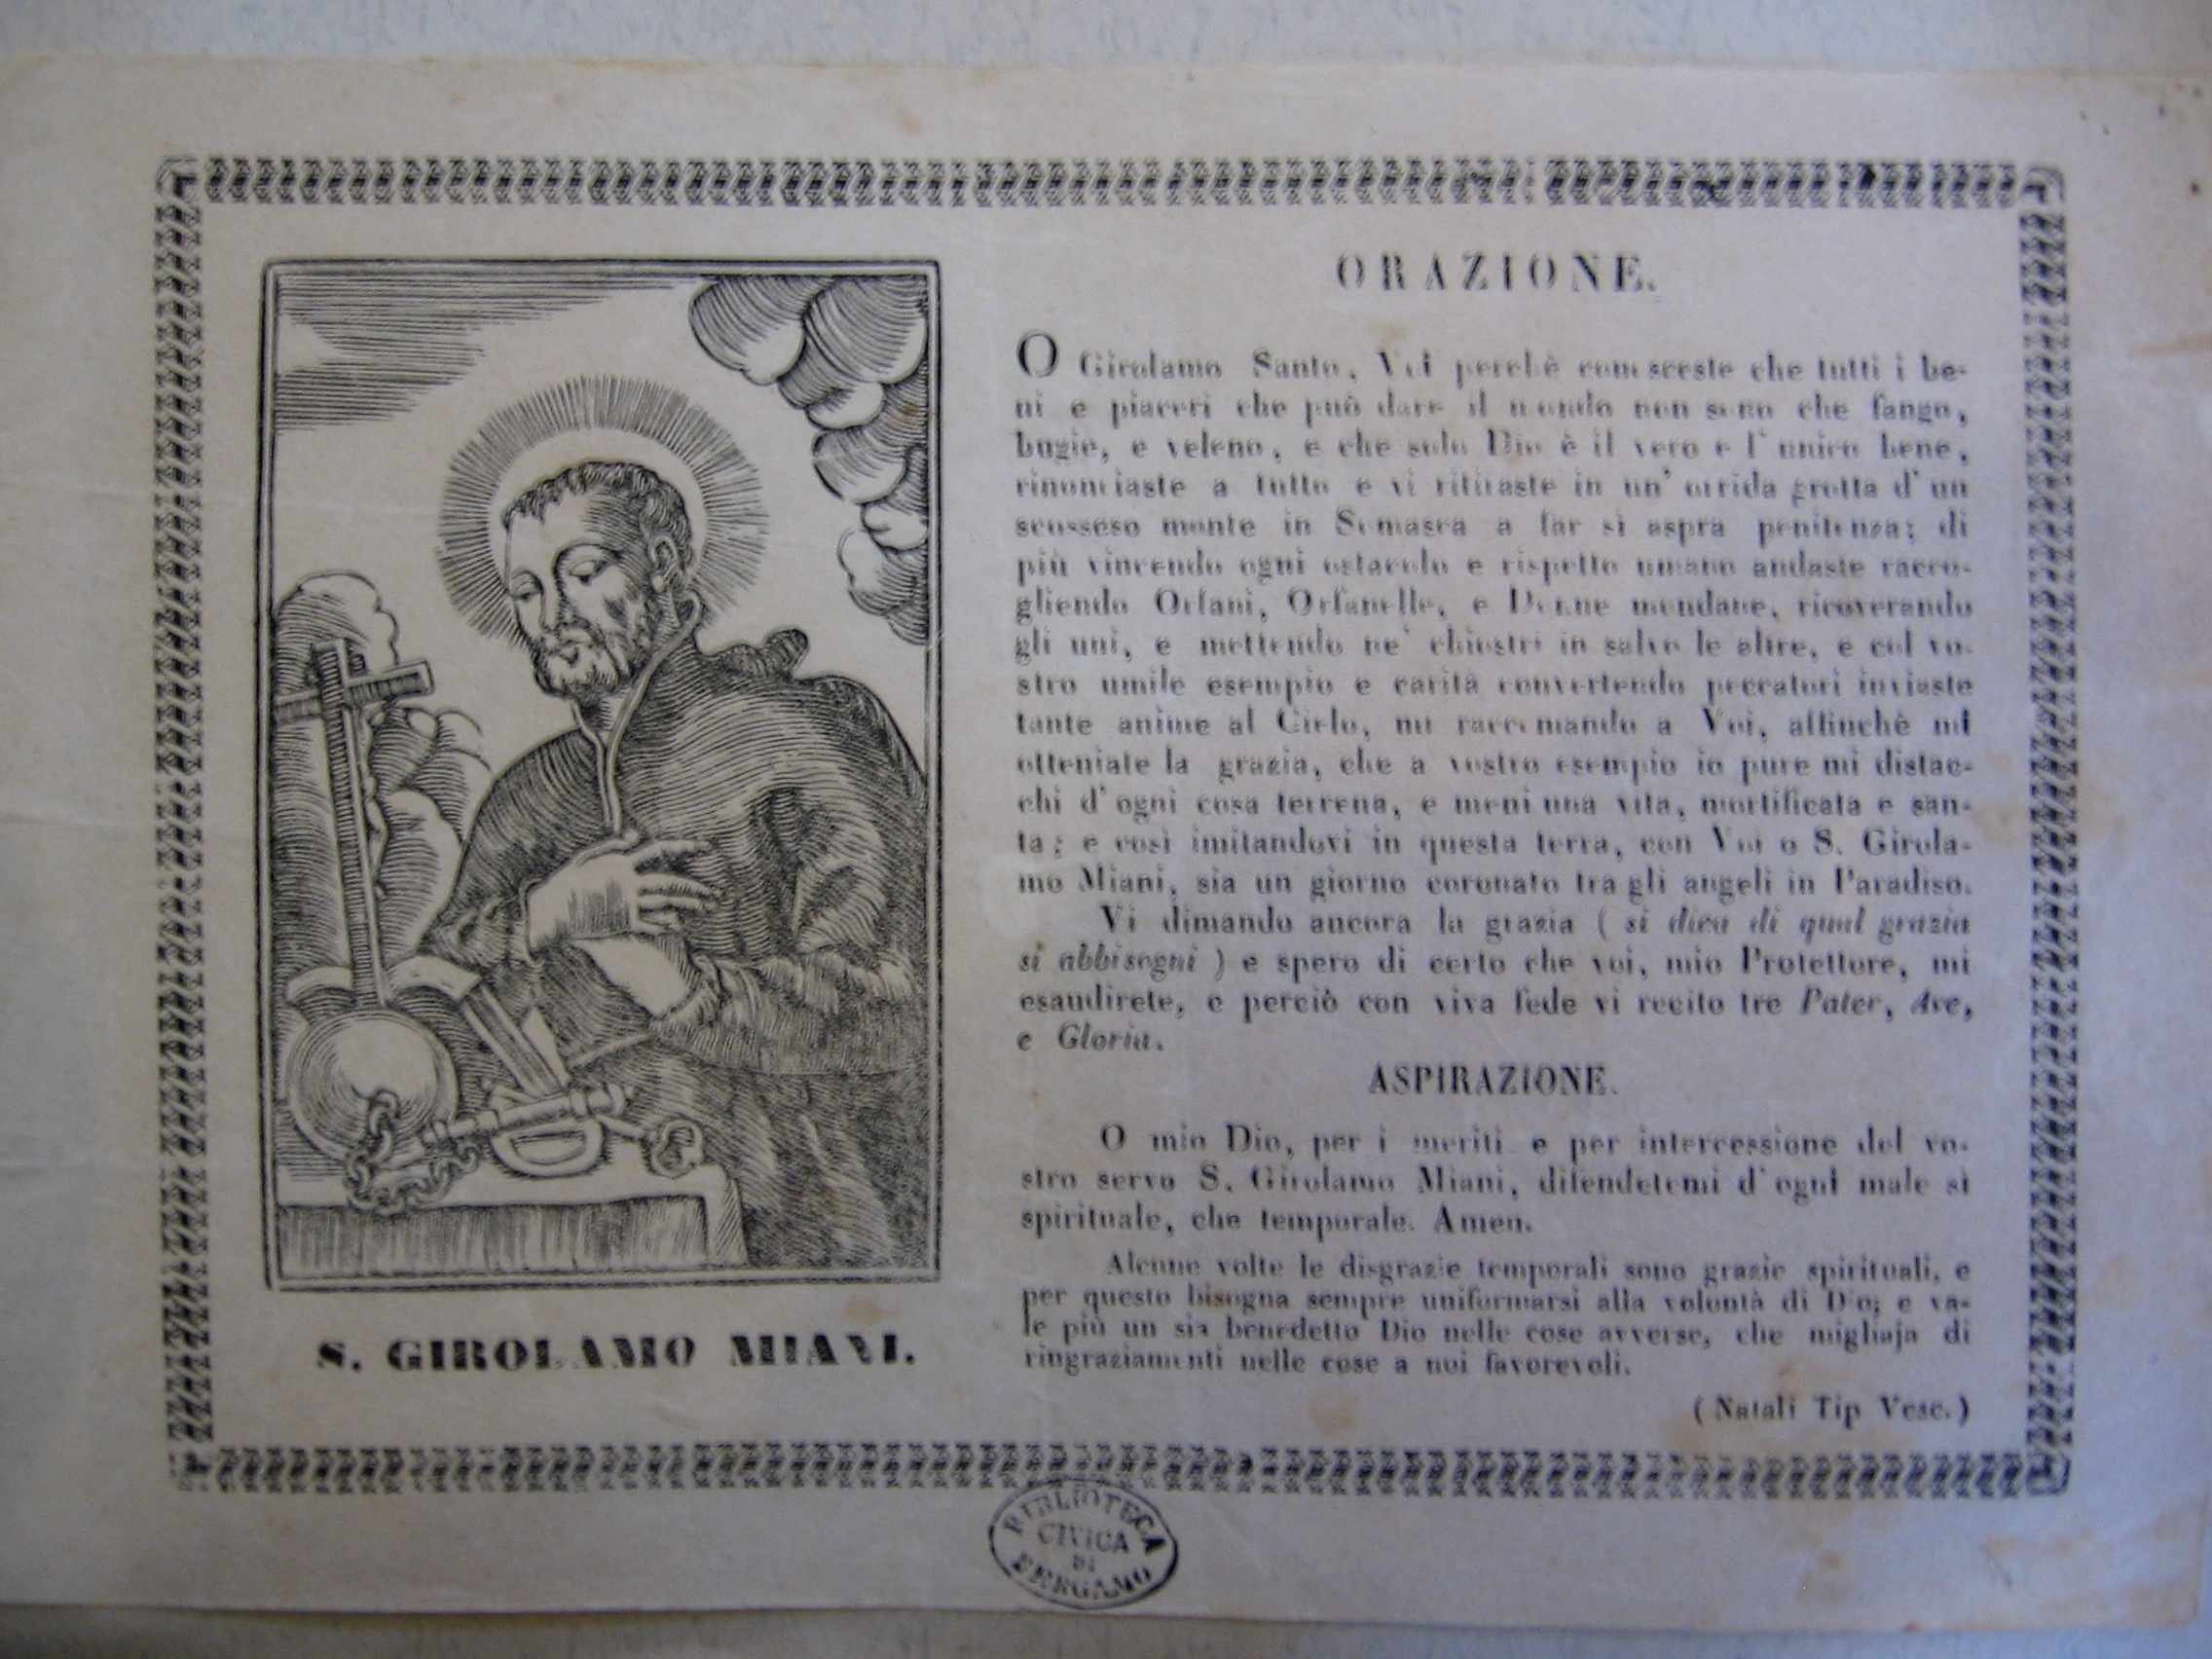 ORAZIONE.
O Girolamo Santo, Voi perchè conosceste che tutti i be-
ni e piaceri che può dare il mondo non sono che fango,
bugie, e veleno, e che solo Dio è il vero e l'unico bene,
rinonciaste a tutto e vi ritiraste in un' orrida grotta d'un
scosseso monte in Somasca a far sì aspra penitenza; di
più vincendo ogni ostacolo e rispetto umano andaste racco-
gliendo Orfani, Orfanelle, e Donne mondane, ricoverando
gli uni, e mettendo ne' chiostri in salvo le altre, e col vo-
stro umile esempio e carità convertendo peccatori inviaste
tante anime al Cielo, mi raccomando a Voi, affinchè mi
otteniate la grazia, che a vostro esempio io pure mi distac-
chi d'ogni cosa terrena, e meni una vita, mortificata e san-
ta; e così imitandovi in questa terra, con Voi o S. Girola-
mo Miani, sia un giorno coronato tra gli angeli in Paradiso.
Vi dimando ancora la grazia ( si dica di qual grazia
si abbisogni ) e spero di certo che voi, mio Protettore, mi
esaudirete, e perciò con viva fede vi recito tre Pater, Ave,
e Gloria.
ASPIRAZIONE.
O mio Dio, per i meriti e per intercessione del vo-
stro servo S. Girolamo Miani, difendetemi d'ogni male sì
spirituale, che temporale. Amen.
Alcune volte le disgrazie temporali sono grazie spirituali, e
per questo bisogna sempre uniformarsi alla volontà di Dio; e va-
le più un sia benedetto Dio nelle cose avverse, che migliaja di
ringraziamenti nelle cose a noi favorevoli.
( Natali Tip Vesc. )
S. GIROLAMO MIANI.
BIBLIOTECA
CIVICA
DI
BERGAMO